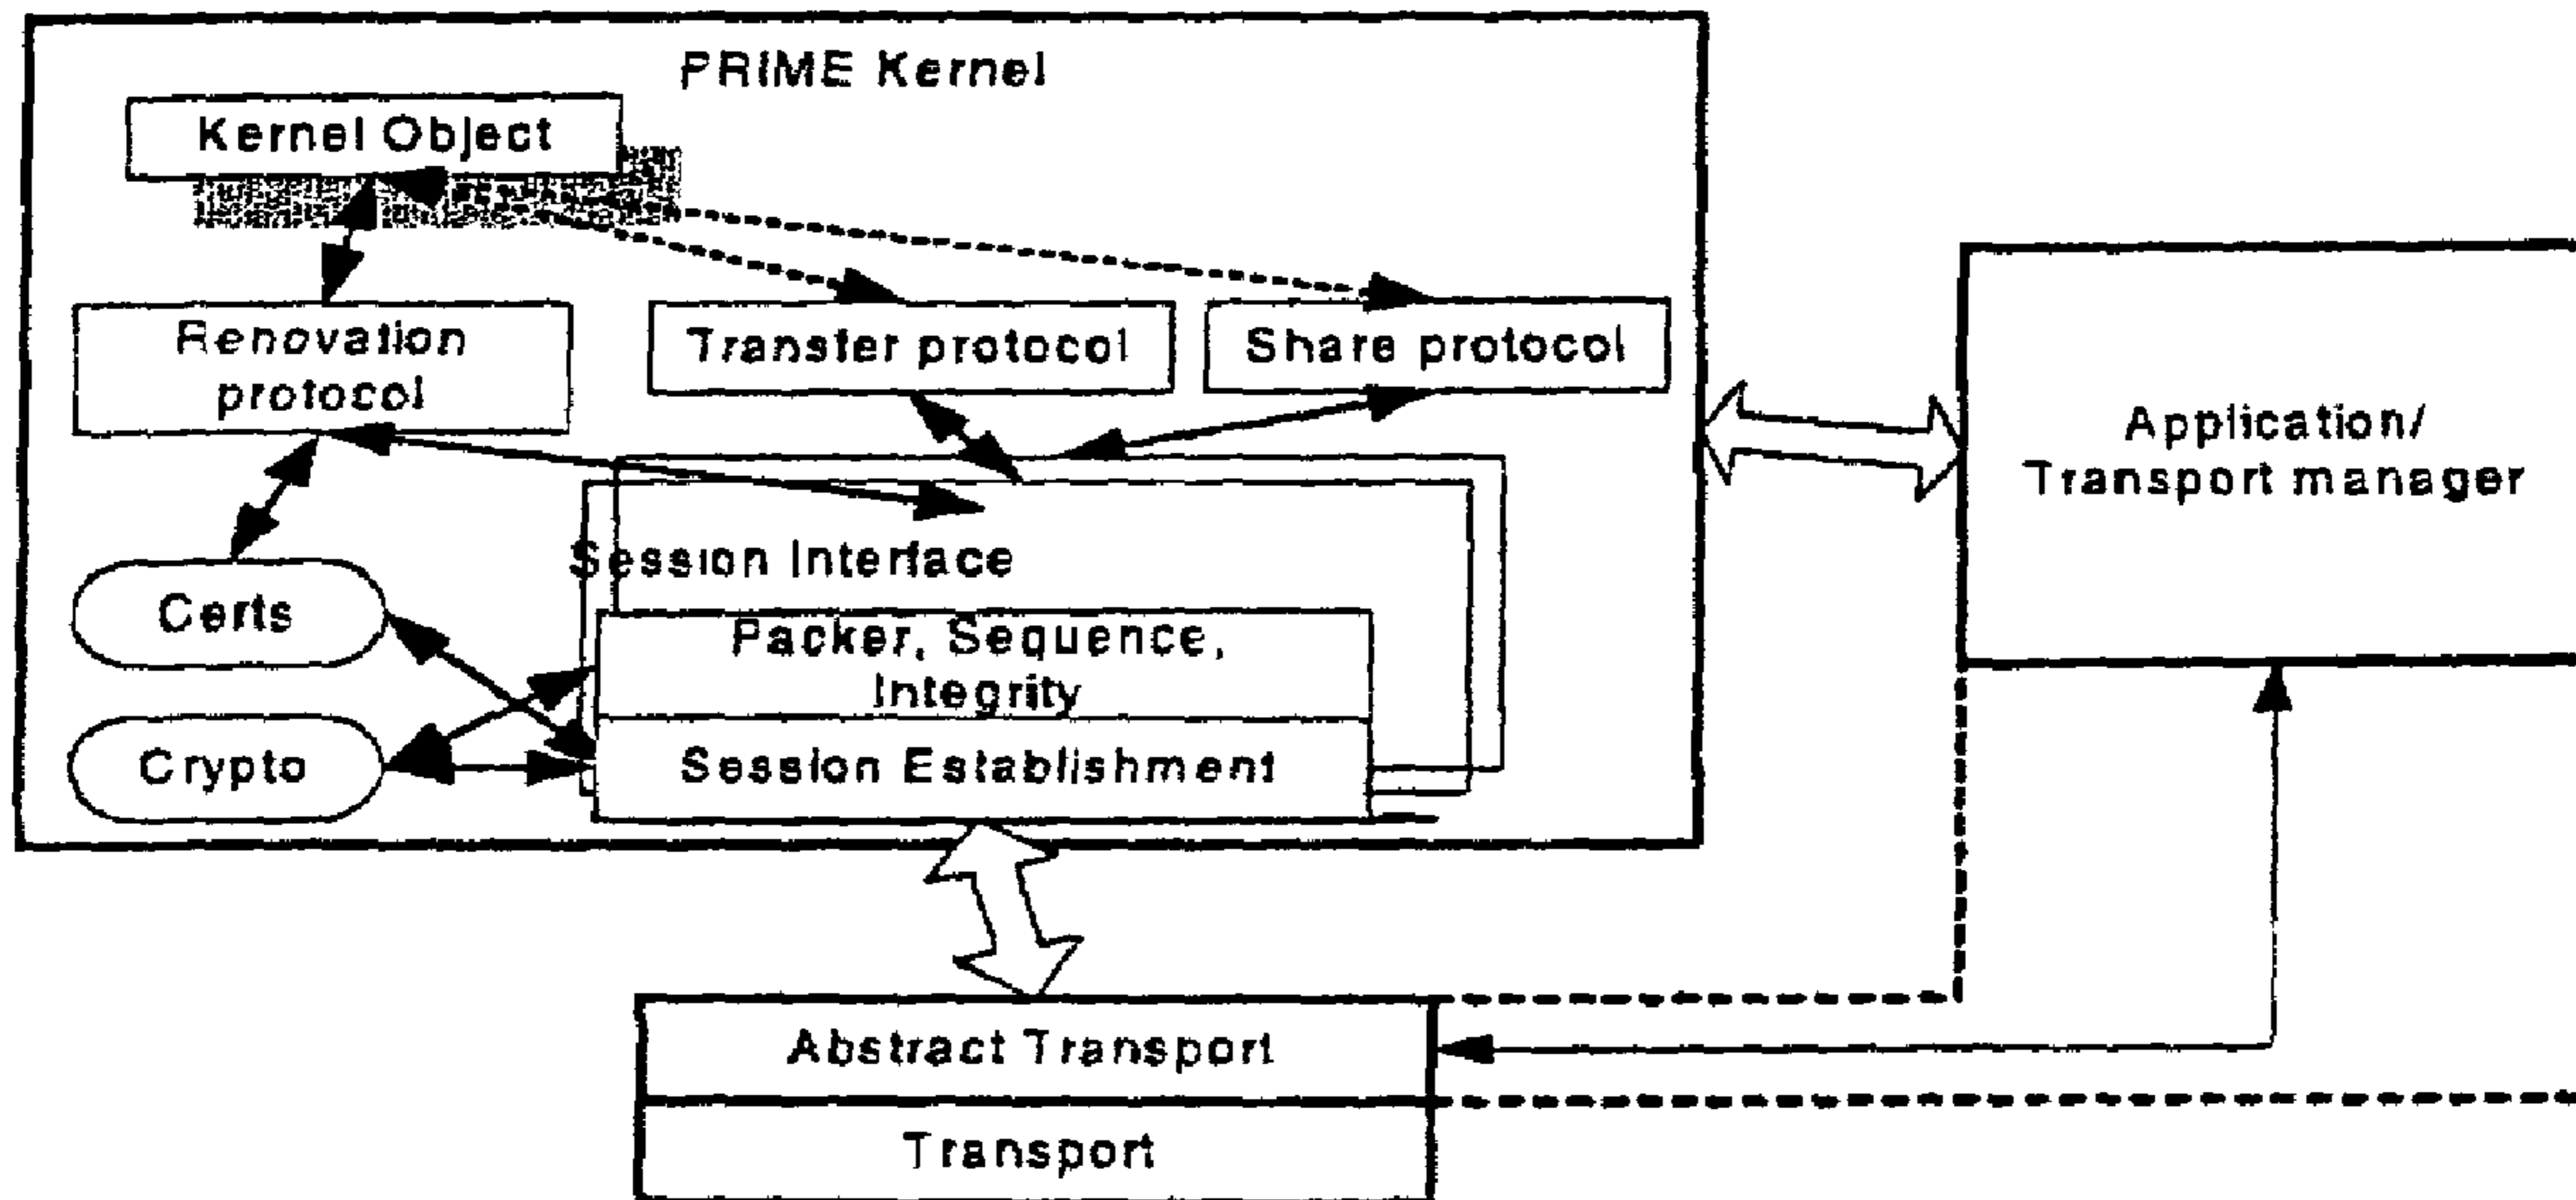 PRIME Kernel
Kernel Object
Renovation
protocol
Transfer protocol
Share protocol
Application/
Transport manager
Session Interface
Certs
Packer, Sequence,
Integrity
Crypto
Session Establishment
Abstract Transport
Transport